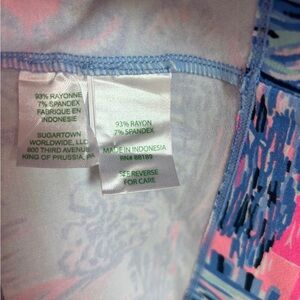 93% RAYONNE
7% SPANDEX
FABRIQUE EN
INDONESIE
SUGARTOWN
WORLDWIDE, LLC
800 THIRD AVENUE
KING OF PRUSSIA, PA
93% RAYON
7% SPANDEX
MADE IN INDONESIA
RN# 88189
SEE REVERSE
FOR CARE